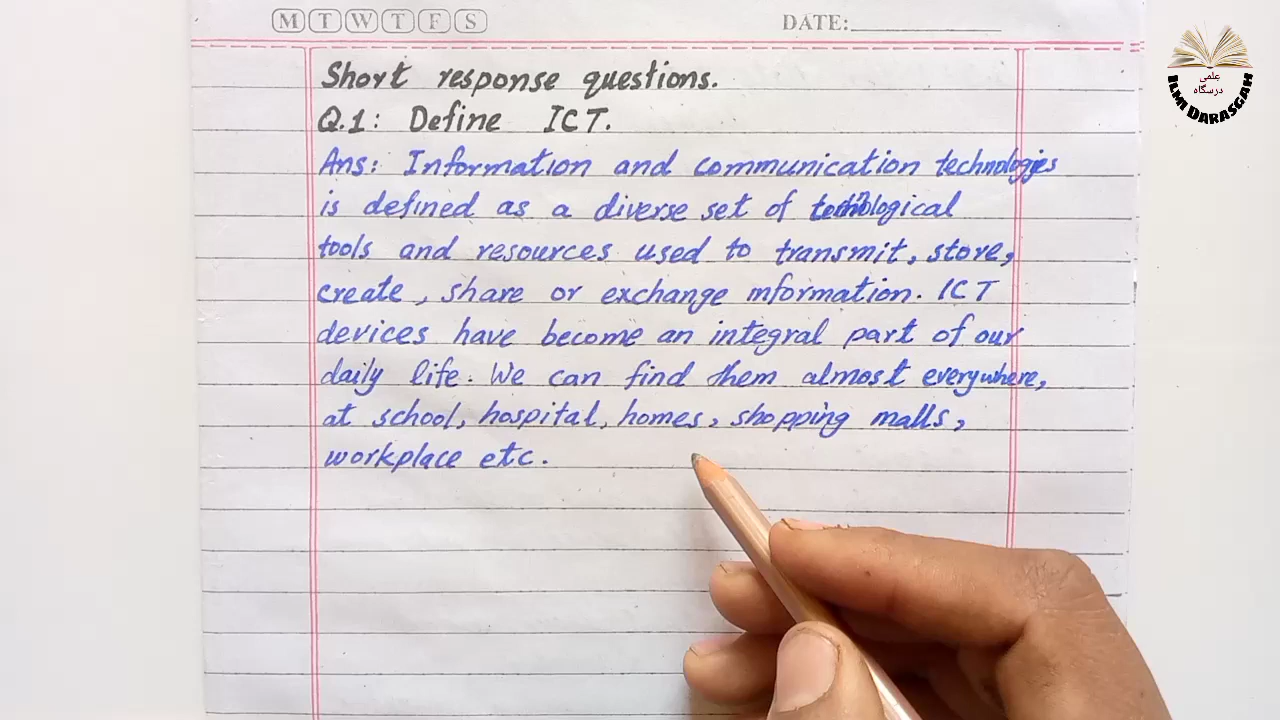 M T W T F S
DATE:
علمی
درسگاه
ILMI DARASGAH
Short response questions.
Q.1: Define ICT.
Ans: Information and communication technologies
is defined as a diverse set of technological
tools and resources used to transmit, store,
create, share or exchange information. ICT
devices have become an integral part of our
daily life. We can find them almost everywhere,
at school, hospital, homes, shopping malls,
workplace etc.